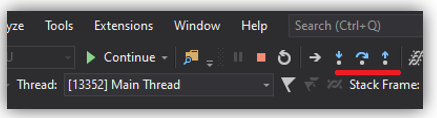 yze Tools Extensions Window Help Search (Ctrl+Q)
Continue
Thread: [13352] Main Thread Stack Frame: